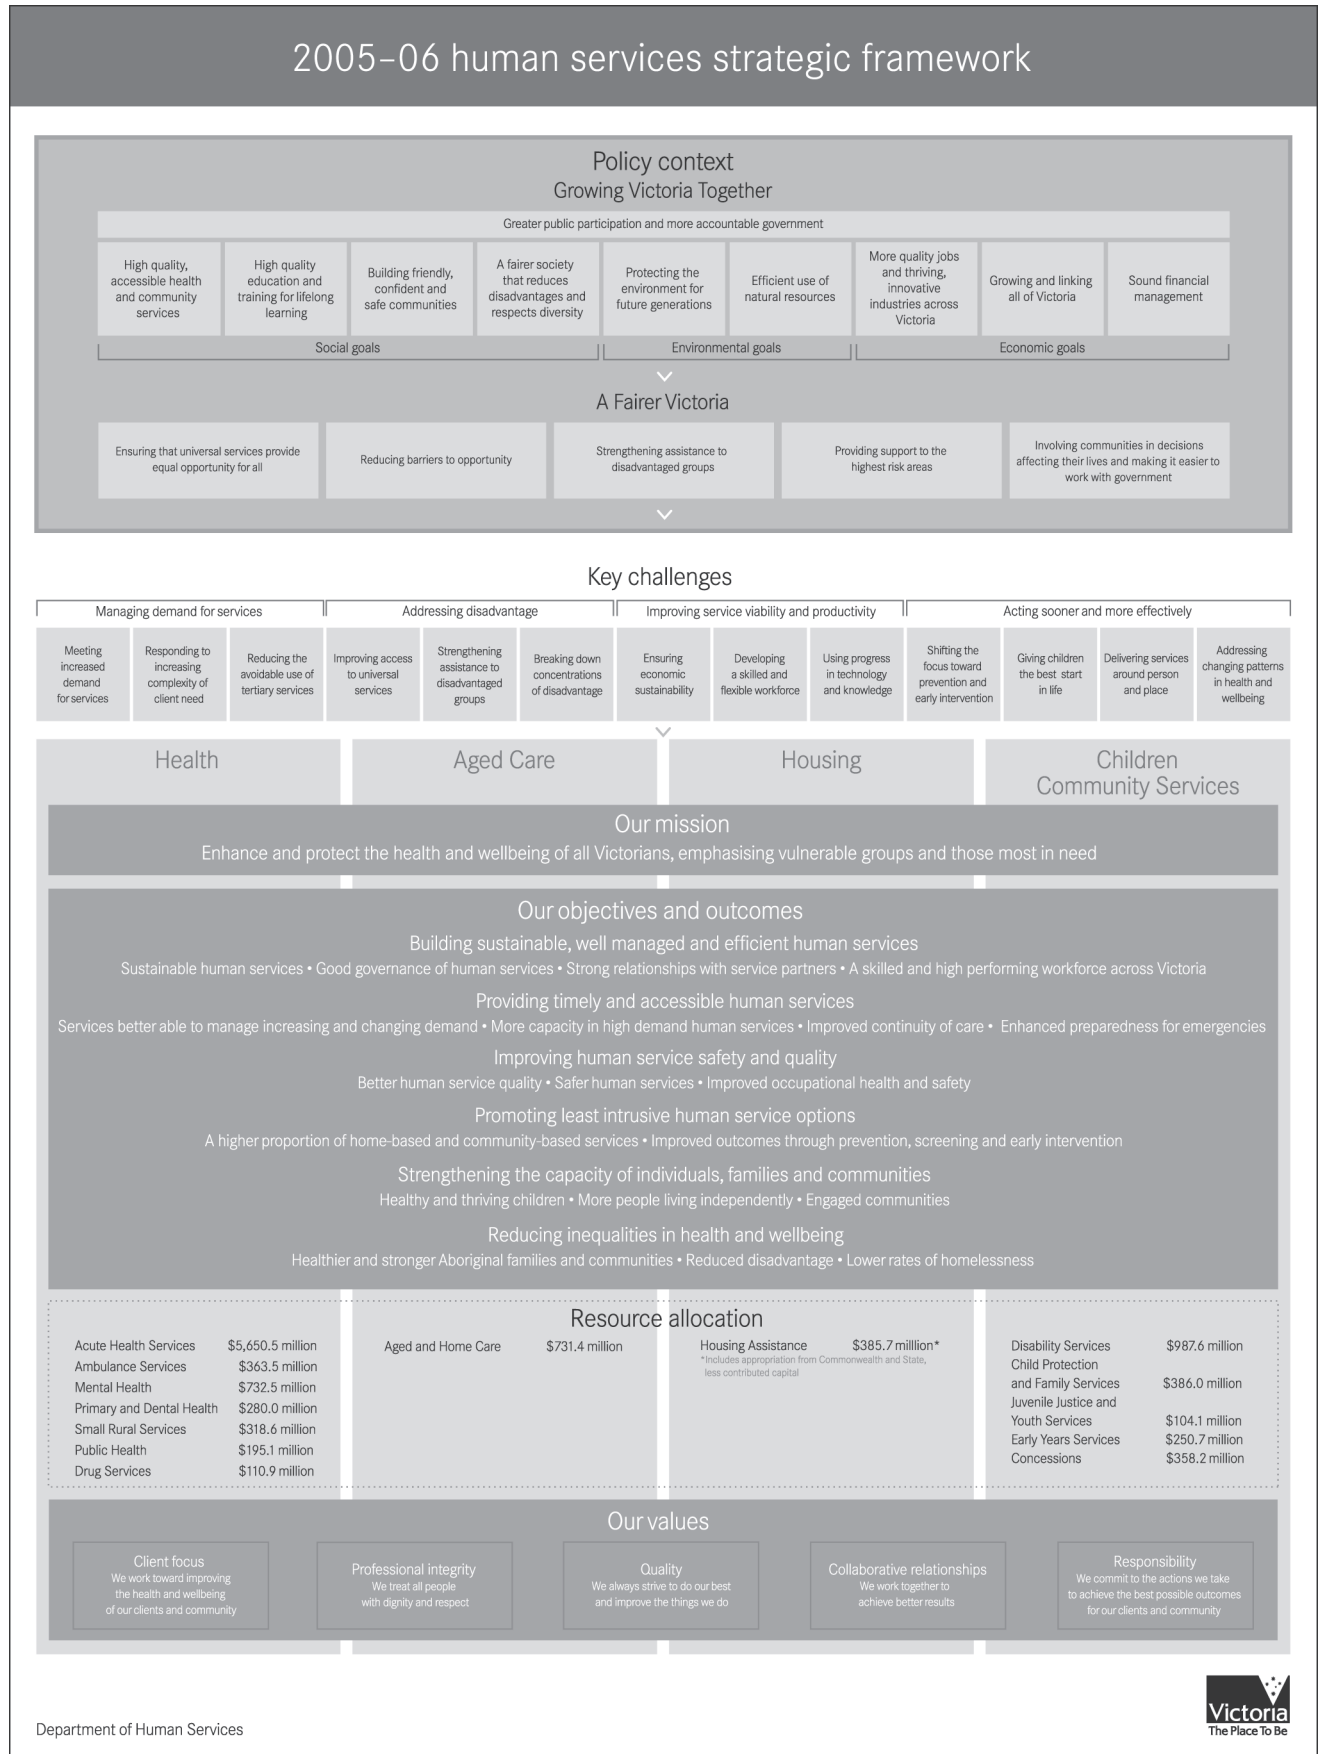 2005–06 human services strategic framework
Policy context
Growing Victoria Together
Greater public participation and more accountable government
High quality,
accessible health
and community
services
High quality
education and
training for lifelong
learning
Building friendly,
confident and
safe communities
A fairer society
that reduces
disadvantages and
respects diversity
Protecting the
environment for
future generations
Efficient use of
natural resources
More quality jobs
and thriving,
innovative
industries across
Victoria
Growing and linking
all of Victoria
Sound financial
management
Social goals
Environmental goals
Economic goals
A Fairer Victoria
Ensuring that universal services provide
equal opportunity for all
Reducing barriers to opportunity
Strengthening assistance to
disadvantaged groups
Providing support to the
highest risk areas
Involving communities in decisions
affecting their lives and making it easier to
work with government
Key challenges
Managing demand for services
Addressing disadvantage
Improving service viability and productivity
Acting sooner and more effectively
Meeting
increased
demand
for services
Responding to
increasing
complexity of
client need
Reducing the
avoidable use of
tertiary services
Improving access
to universal
services
Strengthening
assistance to
disadvantaged
groups
Breaking down
concentrations
of disadvantage
Ensuring
economic
sustainability
Developing
a skilled and
flexible workforce
Using progress
in technology
and knowledge
Shifting the
focus toward
prevention and
early intervention
Giving children
the best start
in life
Delivering services
around person
and place
Addressing
changing patterns
in health and
wellbeing
Health
Aged Care
Housing
Children
Community Services
Our mission
Enhance and protect the health and wellbeing of all Victorians, emphasising vulnerable groups and those most in need
Our objectives and outcomes
Building sustainable, well managed and efficient human services
Sustainable human services • Good governance of human services • Strong relationships with service partners • A skilled and high performing workforce across Victoria
Providing timely and accessible human services
Services better able to manage increasing and changing demand • More capacity in high demand human services • Improved continuity of care • Enhanced preparedness for emergencies
Improving human service safety and quality
Better human service quality • Safer human services • Improved occupational health and safety
Promoting least intrusive human service options
A higher proportion of home-based and community-based services • Improved outcomes through prevention, screening and early intervention
Strengthening the capacity of individuals, families and communities
Healthy and thriving children • More people living independently • Engaged communities
Reducing inequalities in health and wellbeing
Healthier and stronger Aboriginal families and communities • Reduced disadvantage • Lower rates of homelessness
Resource allocation
Acute Health Services $5,650.5 million
Ambulance Services $363.5 million
Mental Health $732.5 million
Primary and Dental Health $280.0 million
Small Rural Services $318.6 million
Public Health $195.1 million
Drug Services $110.9 million
Aged and Home Care $731.4 million
Housing Assistance $385.7 milllion*
*Includes appropriation from Commonwealth and State,
less contributed capital
Disability Services $987.6 million
Child Protection
and Family Services $386.0 million
Juvenile Justice and
Youth Services $104.1 million
Early Years Services $250.7 million
Concessions $358.2 million
Our values
Client focus
We work toward improving
the health and wellbeing
of our clients and community
Professional integrity
We treat all people
with dignity and respect
Quality
We always strive to do our best
and improve the things we do
Collaborative relationships
We work together to
achieve better results
Responsibility
We commit to the actions we take
to achieve the best possible outcomes
for our clients and community
Department of Human Services
Victoria
The Place To Be